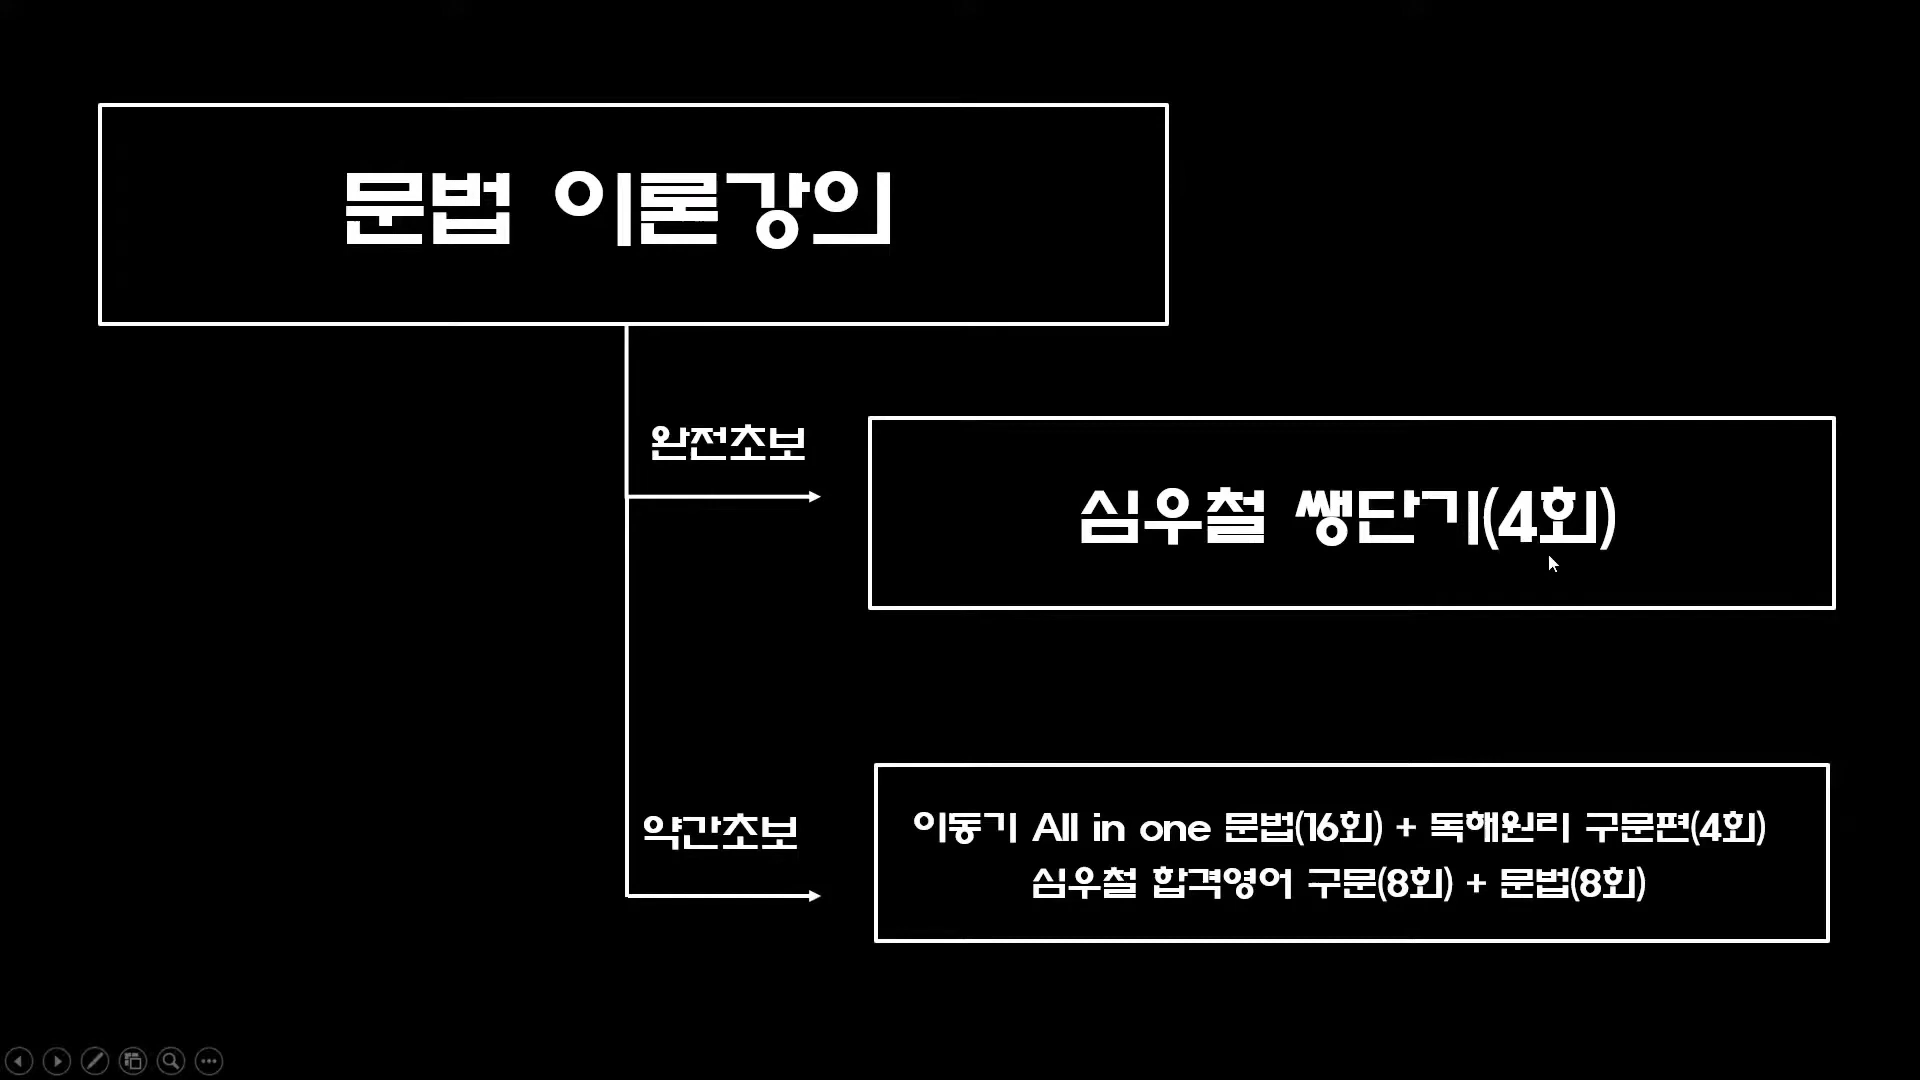 문법 이론강의
완전초보
심우철 쌩단기(4회)
약간초보
이동기 All in one 문법(16회) + 독해원리 구문편(4회)
심우철 합격영어 구문(8회) + 문법(8회)